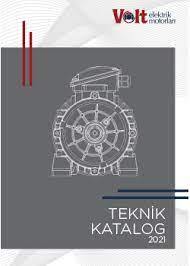 Volt elektrik
motorları
TEKNİK
KATALOG
2021